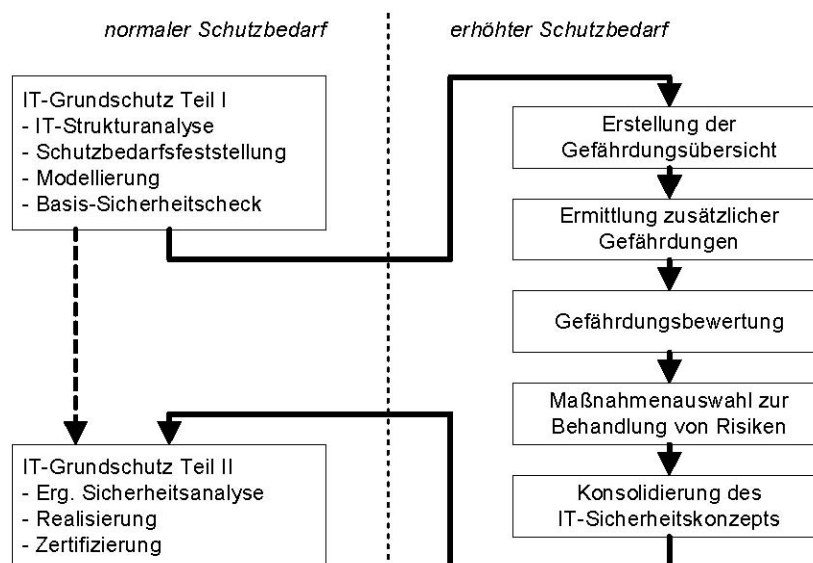 normaler Schutzbedarf
erhöhter Schutzbedarf
IT-Grundschutz Teil I
- IT-Strukturanalyse
- Schutzbedarfsfeststellung
- Modellierung
- Basis-Sicherheitscheck
Erstellung der
Gefährdungsübersicht
Ermittlung zusätzlicher
Gefährdungen
Gefährdungsbewertung
Maßnahmenauswahl zur
Behandlung von Risiken
IT-Grundschutz Teil II
- Erg. Sicherheitsanalyse
- Realisierung
- Zertifizierung
Konsolidierung des
IT-Sicherheitskonzepts